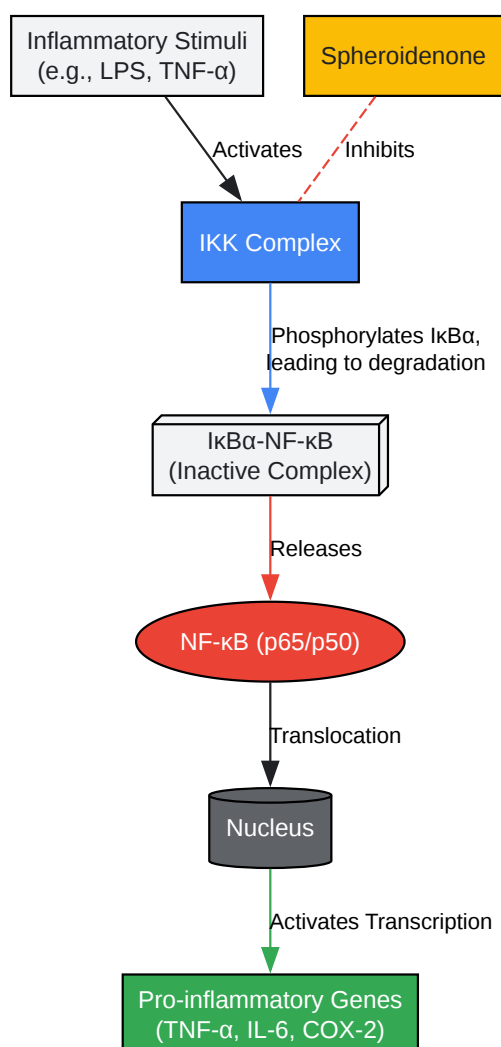 Inflammatory Stimuli
(e.g., LPS, TNF-α)
Spheroidenone
Activates
Inhibits
IKK Complex
Phosphorylates IκBα,
leading to degradation
IκBα-NF-κB
(Inactive Complex)
Releases
NF-κB (p65/p50)
Translocation
Nucleus
Activates Transcription
Pro-inflammatory Genes
(TNF-α, IL-6, COX-2)